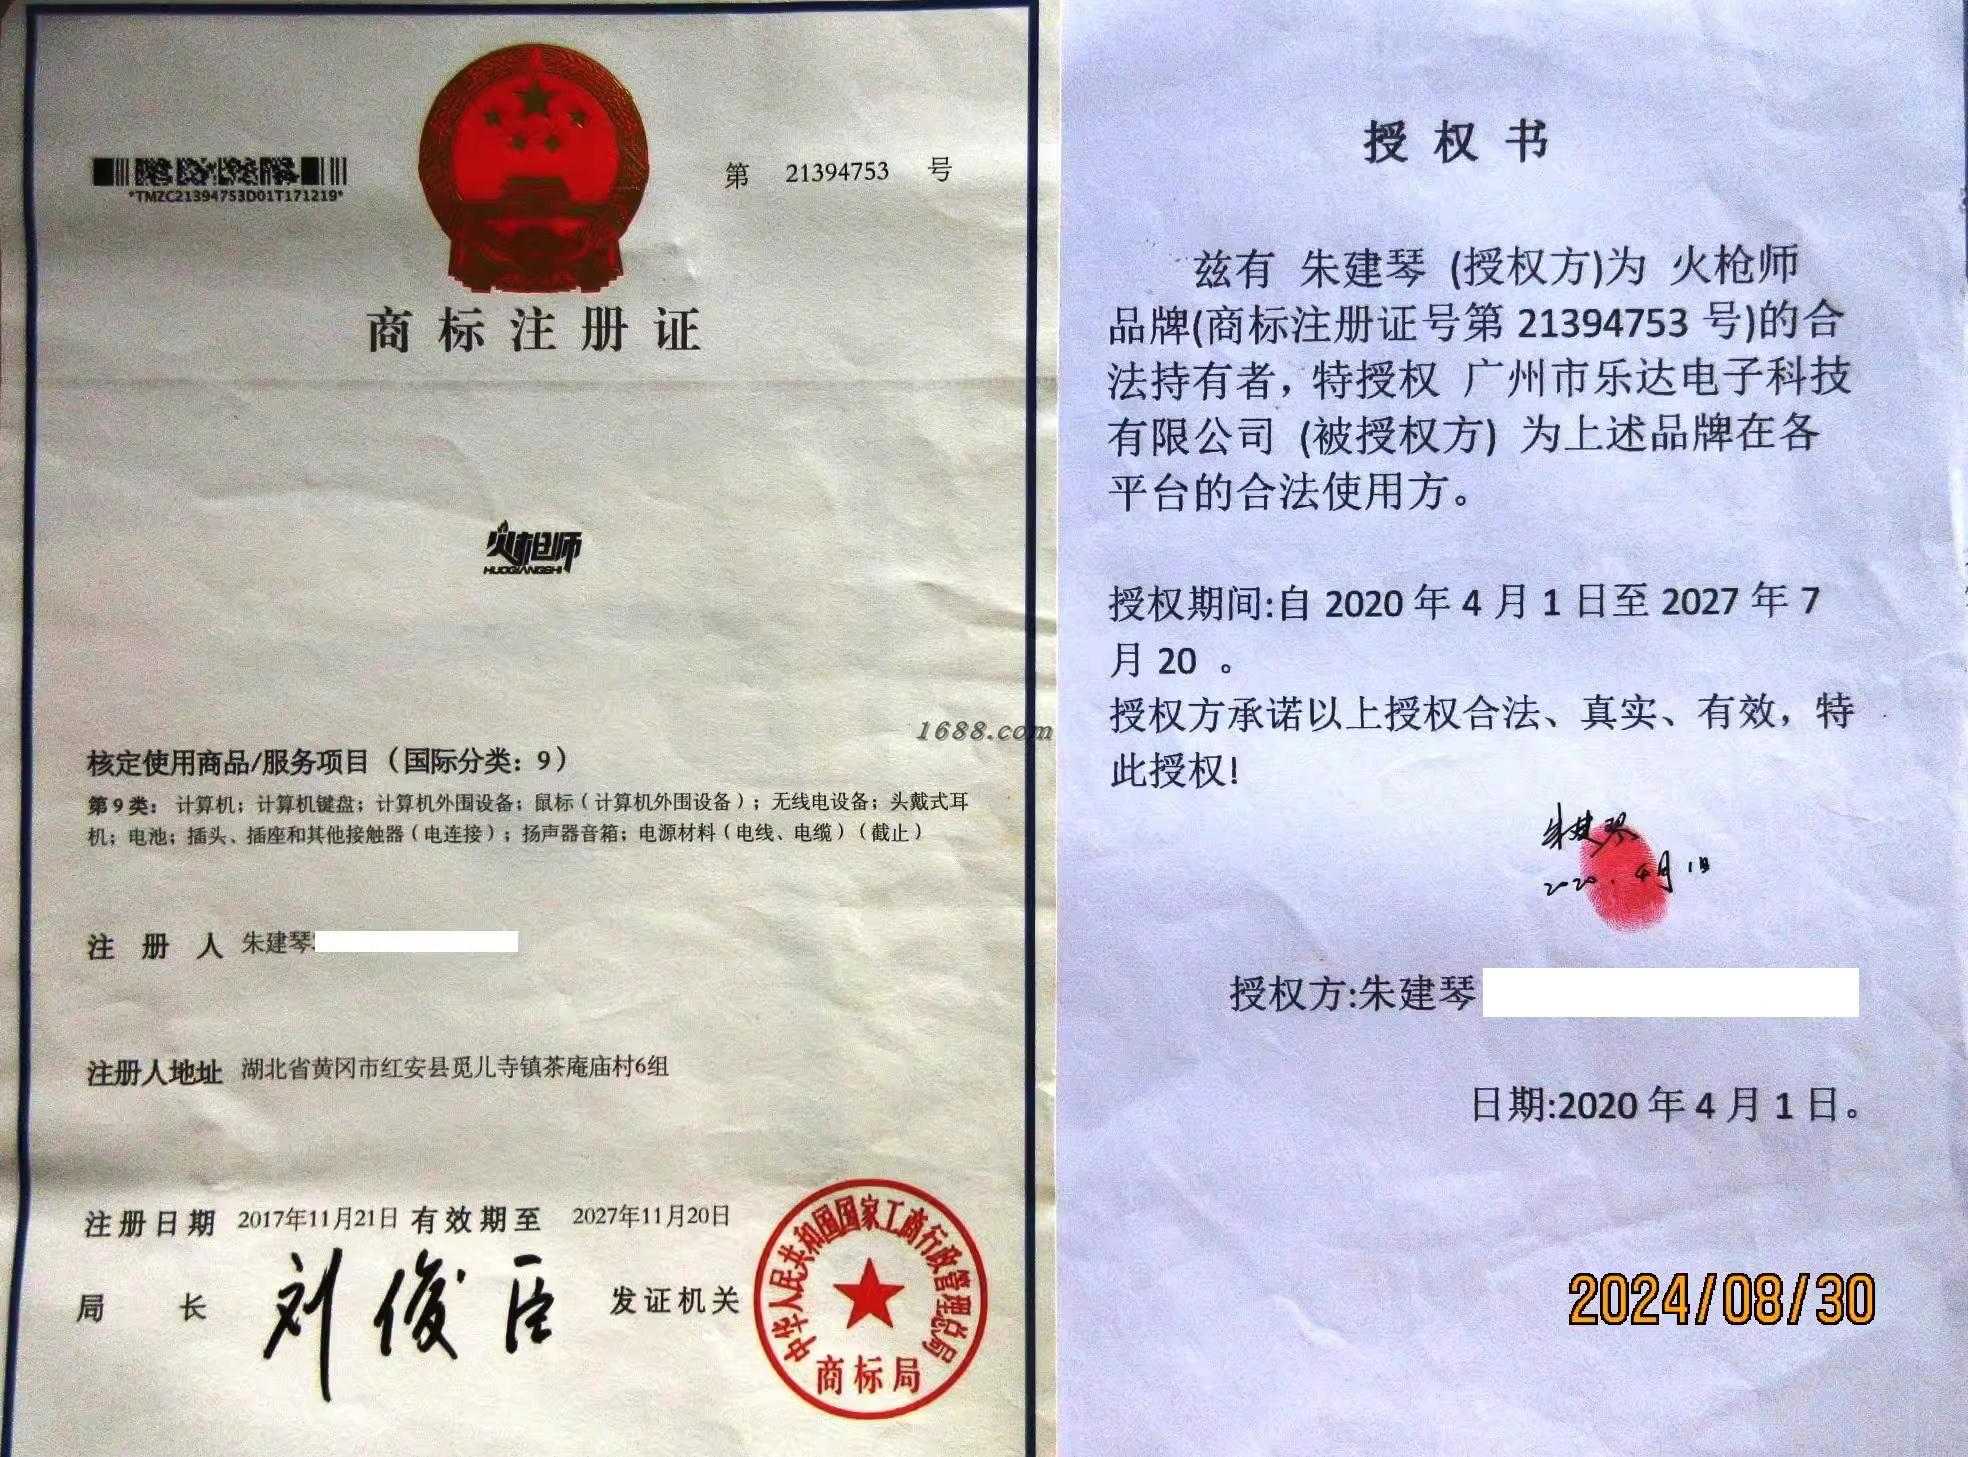 *TMZC21394753D01T171219*
第 21394753 号
商标注册证
火枪师
HUOQIANGSHI
1688.com
核定使用商品/服务项目（国际分类：9）
第9类：计算机；计算机键盘；计算机外围设备；鼠标（计算机外围设备）；无线电设备；头戴式耳
机；电池；插头、插座和其他接触器（电连接）；扬声器音箱；电源材料（电线、电缆）（截止）
注册人 朱建琴
注册人地址 湖北省黄冈市红安县觅儿寺镇茶庵庙村6组
注册日期 2017年11月21日 有效期至 2027年11月20日
局长 刘俊臣 发证机关
中华人民共和国国家工商行政管理总局
商标局
授权书
兹有 朱建琴 (授权方)为 火枪师
品牌(商标注册证号第 21394753 号)的合
法持有者，特授权 广州市乐达电子科技
有限公司 (被授权方) 为上述品牌在各
平台的合法使用方。
授权期间:自 2020 年 4 月 1 日至 2027 年 7
月 20 。
授权方承诺以上授权合法、真实、有效，特
此授权!
朱建琴
2020.4月1日
授权方:朱建琴
日期:2020 年 4 月 1 日。
2024/08/30